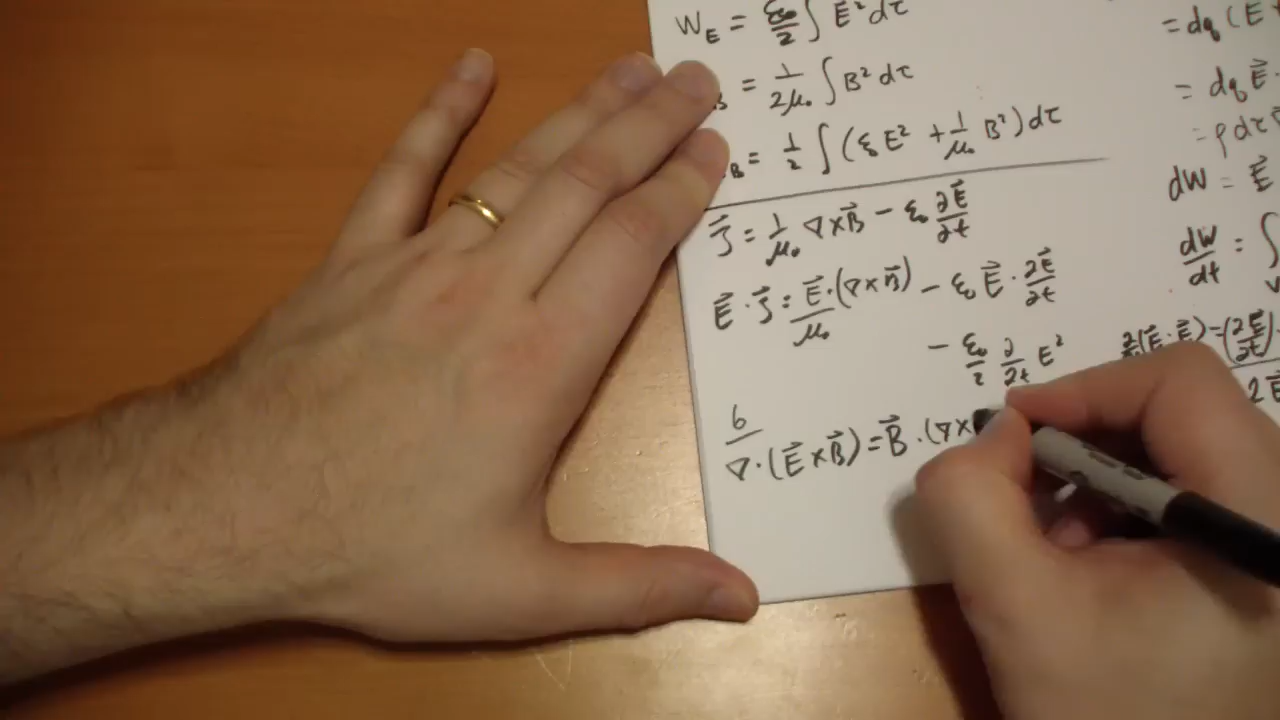 W_E = ε₀/2 ∫ E² dτ
B = 1/2μ₀ ∫ B² dτ
B = 1/2 ∫ (ε₀ E² + 1/μ₀ B²) dτ
J⃗ = 1/μ₀ ∇×B⃗ − ε₀ ∂E⃗/∂t
E⃗ · J⃗ = E⃗·(∇×B⃗)/μ₀ − ε₀ E⃗ · ∂E⃗/∂t
− ε₀/2 ∂/∂t E²
6
∇·(E⃗ × B⃗) = B⃗ ·(∇×
= dq (E
= dq E⃗ ·
= ρ dτ
dW = E⃗
dW/dt = ∫
V
(E⃗ · E⃗) = (∂E⃗/∂t)
2 E⃗